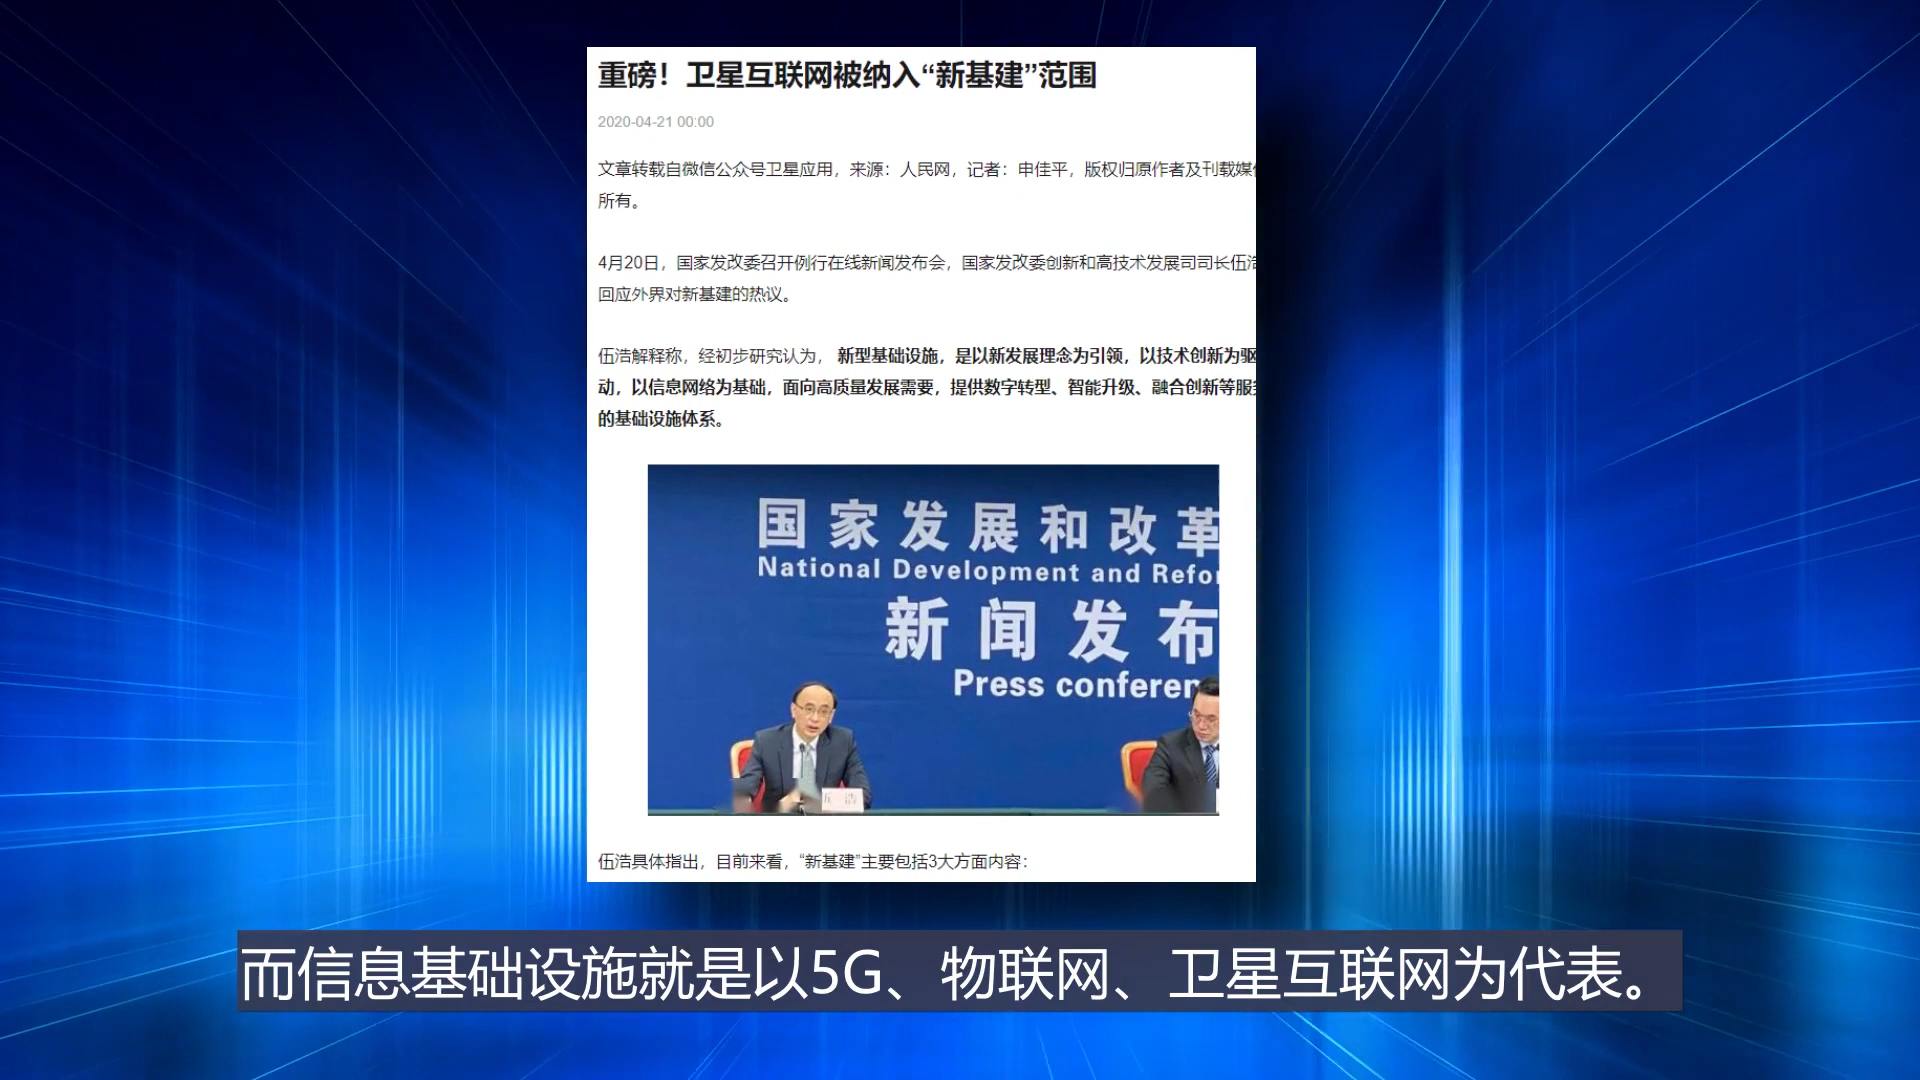 重磅！卫星互联网被纳入“新基建”范围
2020-04-21 00:00
文章转载自微信公众号卫星应用，来源：人民网，记者：申佳平，版权归原作者及刊载媒
所有。
4月20日，国家发改委召开例行在线新闻发布会，国家发改委创新和高技术发展司司长伍浩
回应外界对新基建的热议。
伍浩解释称，经初步研究认为，新型基础设施，是以新发展理念为引领，以技术创新为驱
动，以信息网络为基础，面向高质量发展需要，提供数字转型、智能升级、融合创新等服务
的基础设施体系。
国家发展和改革
National Development and Refor
新闻发布
Press conferen
伍 浩
伍浩具体指出，目前来看，“新基建”主要包括3大方面内容：
而信息基础设施就是以5G、物联网、卫星互联网为代表。